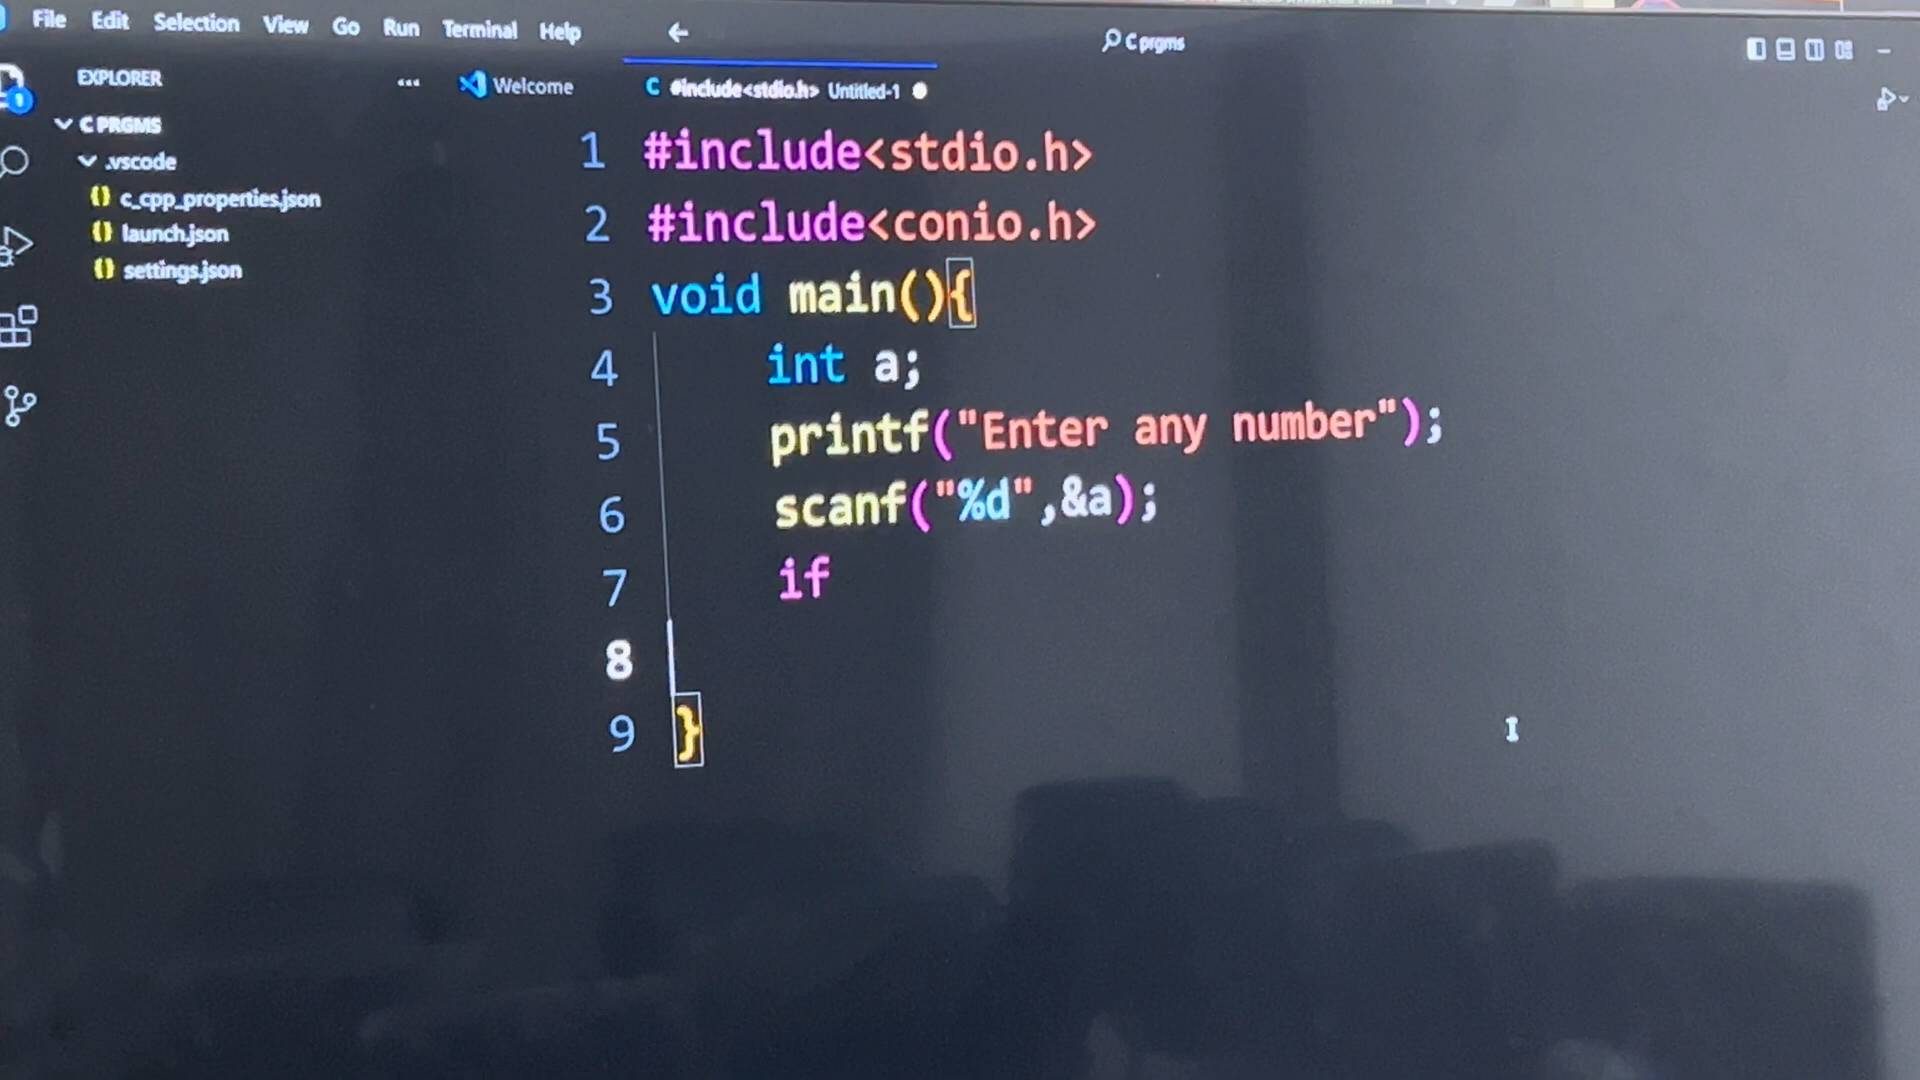 File Edit Selection View Go Run Terminal Help
C prgms
EXPLORER
Welcome
C #include<stdio.h> Untitled-1
C PRGMS
.vscode
{} c_cpp_properties.json
{} launch.json
{} settings.json
1 #include<stdio.h>
2 #include<conio.h>
3 void main(){
4 int a;
5 printf("Enter any number");
6 scanf("%d",&a);
7 if
8
9 }